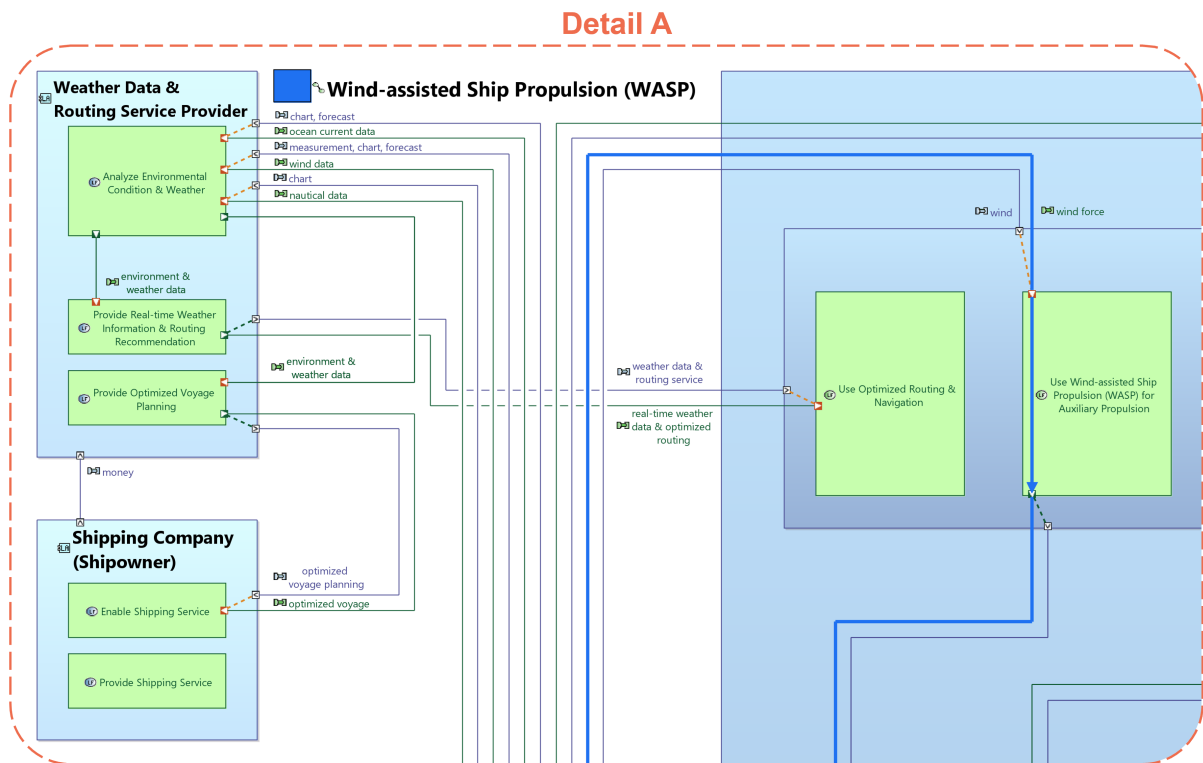 Detail A
Weather Data &
Routing Service Provider
Wind-assisted Ship Propulsion (WASP)
chart, forecast
ocean current data
measurement, chart, forecast
wind data
chart
nautical data
Analyze Environmental
Condition & Weather
wind
wind force
environment &
weather data
Provide Real-time Weather
Information & Routing
Recommendation
environment &
weather data
Provide Optimized Voyage
Planning
weather data &
routing service
real-time weather
data & optimized
routing
Use Optimized Routing &
Navigation
Use Wind-assisted Ship
Propulsion (WASP) for
Auxiliary Propulsion
money
Shipping Company
(Shipowner)
optimized
voyage planning
optimized voyage
Enable Shipping Service
Provide Shipping Service